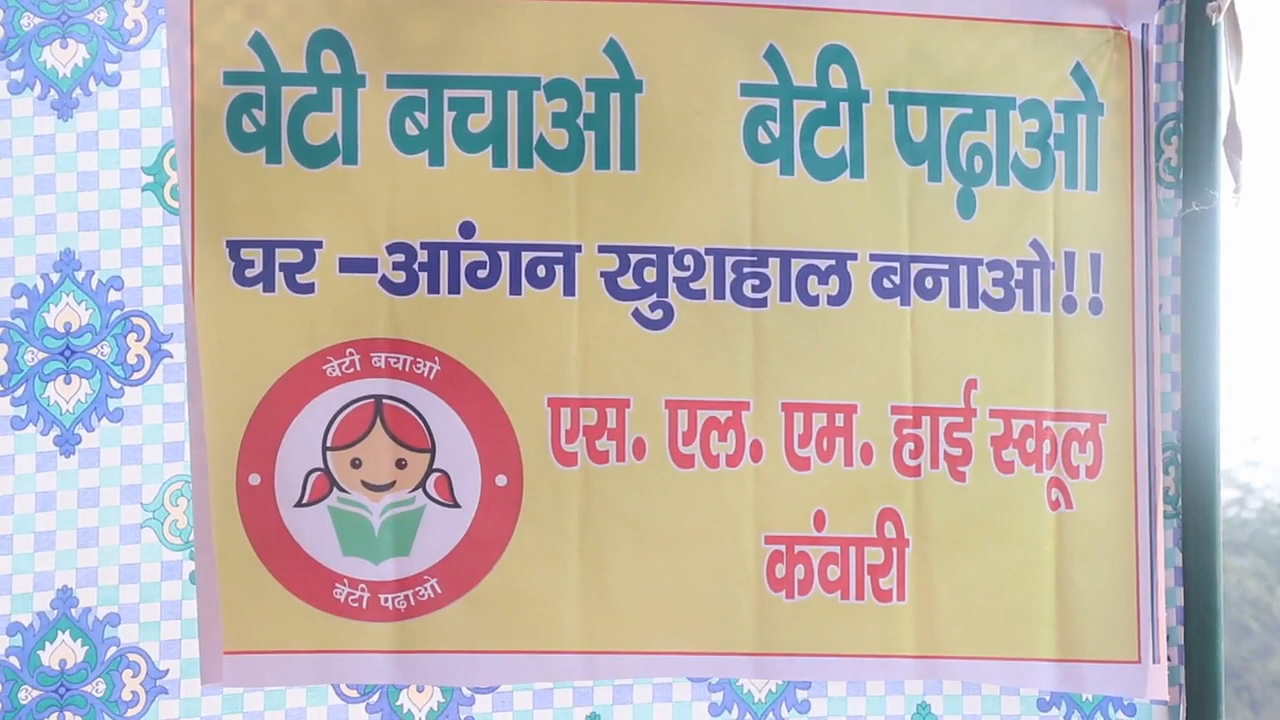 बेटी बचाओ बेटी पढ़ाओ
घर -आंगन खुशहाल बनाओ!!
बेटी बचाओ
बेटी पढ़ाओ
एस. एल. एम. हाई स्कूल
कंवारी